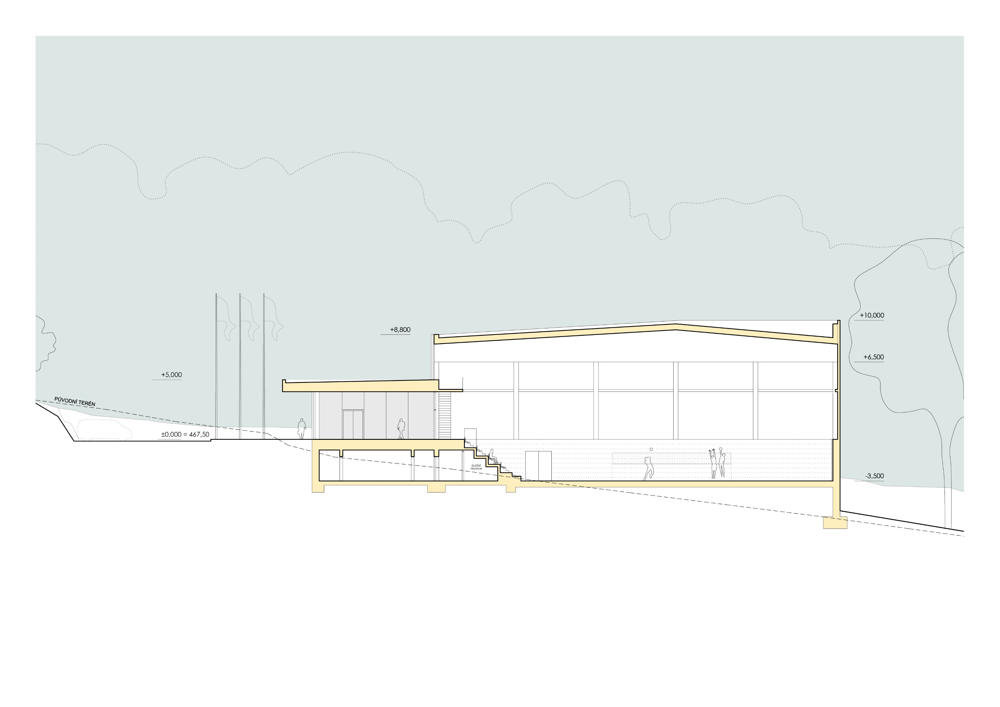 +10,000
+8,800
+6,500
+5,000
PŮVODNÍ TERÉN
±0,000 = 467,50
ÚLOŽNÝ
PROSTOR
-3,500